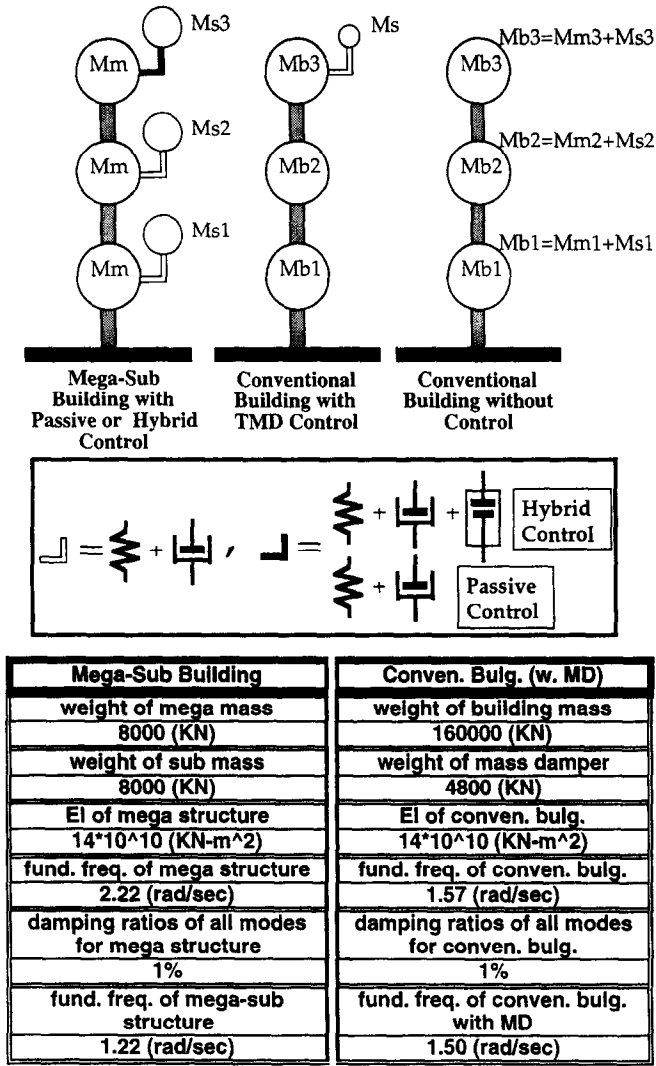 Ms3
Mm
Ms2
Mm
Ms1
Mm
Mega-Sub
Building with
Passive or Hybrid
Control
Ms
Mb3
Mb2
Mb1
Conventional
Building with
TMD Control
Mb3=Mm3+Ms3
Mb3
Mb2=Mm2+Ms2
Mb2
Mb1=Mm1+Ms1
Mb1
Conventional
Building without
Control
= + , = + +
Hybrid
Control
+
Passive
Control
Mega-Sub Building
weight of mega mass
8000 (KN)
weight of sub mass
8000 (KN)
EI of mega structure
14*10^10 (KN-m^2)
fund. freq. of mega structure
2.22 (rad/sec)
damping ratios of all modes
for mega structure
1%
fund. freq. of mega-sub
structure
1.22 (rad/sec)
Conven. Bulg. (w. MD)
weight of building mass
160000 (KN)
weight of mass damper
4800 (KN)
EI of conven. bulg.
14*10^10 (KN-m^2)
fund. freq. of conven. bulg.
1.57 (rad/sec)
damping ratios of all modes
for conven. bulg.
1%
fund. freq. of conven. bulg.
with MD
1.50 (rad/sec)